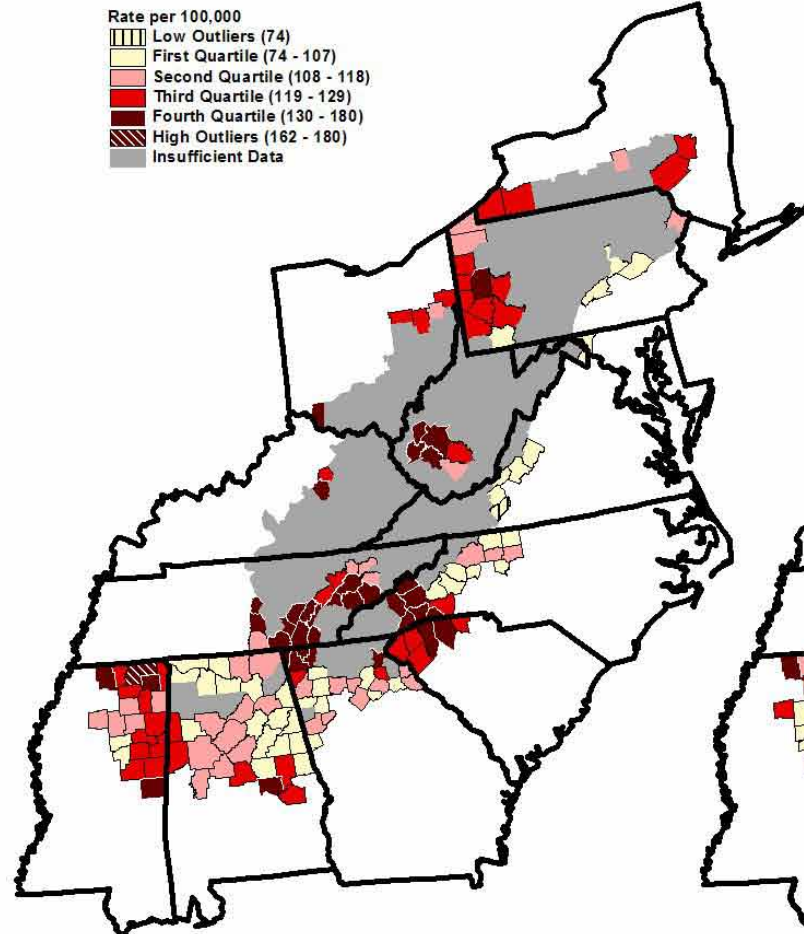 Rate per 100,000
Low Outliers (74)
First Quartile (74 - 107)
Second Quartile (108 - 118)
Third Quartile (119 - 129)
Fourth Quartile (130 - 180)
High Outliers (162 - 180)
Insufficient Data